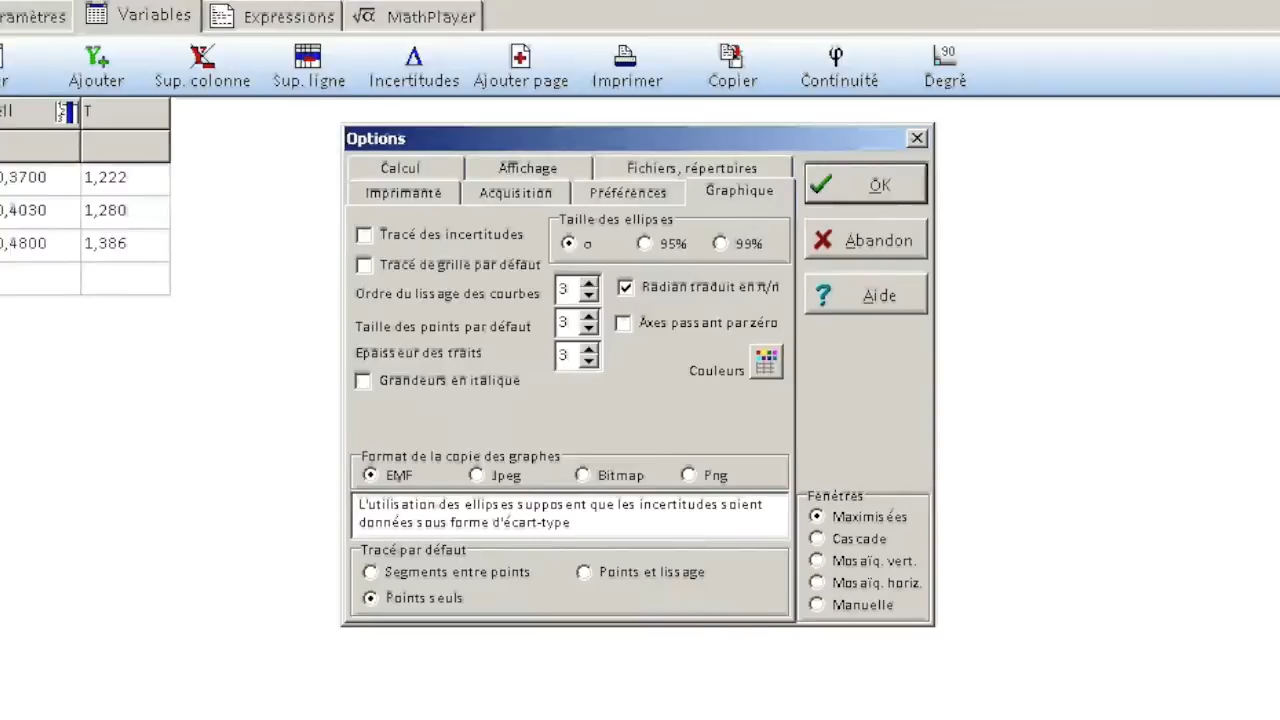 ramètres Variables Expressions MathPlayer
r Ajouter Sup. colonne Sup. ligne Incertitudes Ajouter page Imprimer Copier Continuité Degré
ll T
0,3700 1,222
0,4030 1,280
0,4800 1,386
Options
Calcul Affichage Fichiers, répertoires
Imprimante Acquisition Préférences Graphique
Tracé des incertitudes
Tracé de grille par défaut
Ordre du lissage des courbes 3
Taille des points par défaut 3
Epaisseur des traits 3
Grandeurs en italique
Taille des ellipses
σ 95% 99%
Radian traduit en π/n
Axes passant par zéro
Couleurs
Format de la copie des graphes
EMF Jpeg Bitmap Png
L'utilisation des ellipses supposent que les incertitudes soient
données sous forme d'écart-type
Tracé par défaut
Segments entre points Points et lissage
Points seuls
OK
Abandon
Aide
Fenêtres
Maximisées
Cascade
Mosaïq. vert.
Mosaïq. horiz.
Manuelle